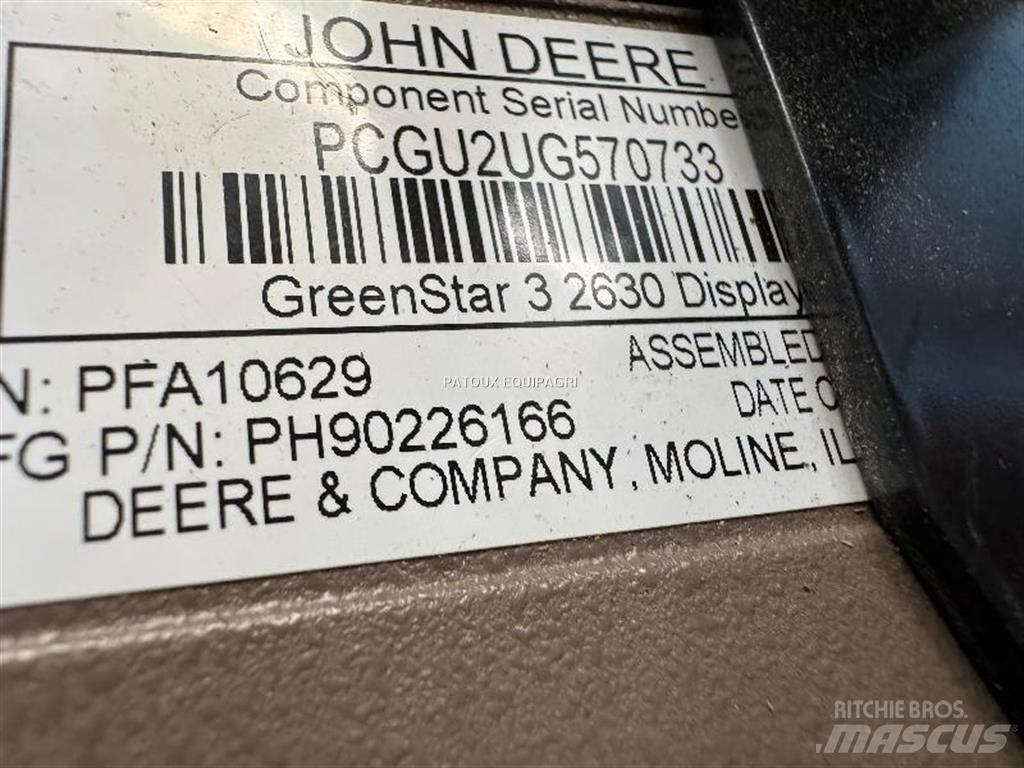 JOHN DEERE
Component Serial Numbe
PCGU2UG570733
GreenStar 3 2630 Display
N: PFA10629
ASSEMBLED
PATOUX EQUIPAGRI
DATE O
FG P/N: PH90226166
DEERE & COMPANY, MOLINE, IL
RITCHIE BROS.
MASCUS